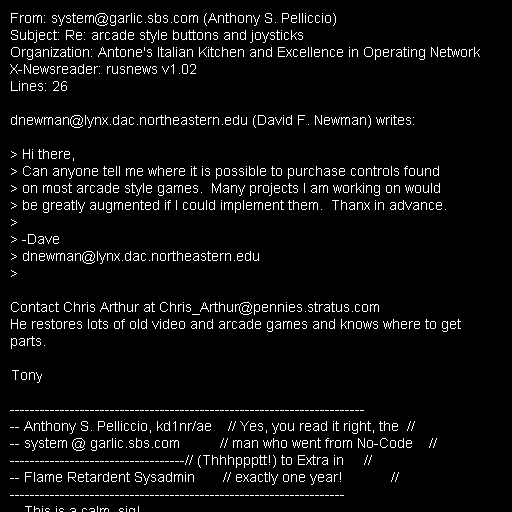 From: system@garlic.sbs.com (Anthony S. Pelliccio)
Subject: Re: arcade style buttons and joysticks
Organization: Antone's Italian Kitchen and Excellence in Operating Network
X-Newsreader: rusnews v1.02
Lines: 26

dnewman@lynx.dac.northeastern.edu (David F. Newman) writes:

> Hi there,
> Can anyone tell me where it is possible to purchase controls found
> on most arcade style games.  Many projects I am working on would
> be greatly augmented if I could implement them.  Thanx in advance.
>
> -Dave
> dnewman@lynx.dac.northeastern.edu
>

Contact Chris Arthur at Chris_Arthur@pennies.stratus.com
He restores lots of old video and arcade games and knows where to get
parts.

Tony

-----------------------------------------------------------------------
-- Anthony S. Pelliccio, kd1nr/ae    // Yes, you read it right, the  //
-- system @ garlic.sbs.com          // man who went from No-Code    //
-----------------------------------// (Thhhppptt!) to Extra in     //
-- Flame Retardent Sysadmin       // exactly one year!            //
-------------------------------------------------------------------
-- This is a calm, sig!